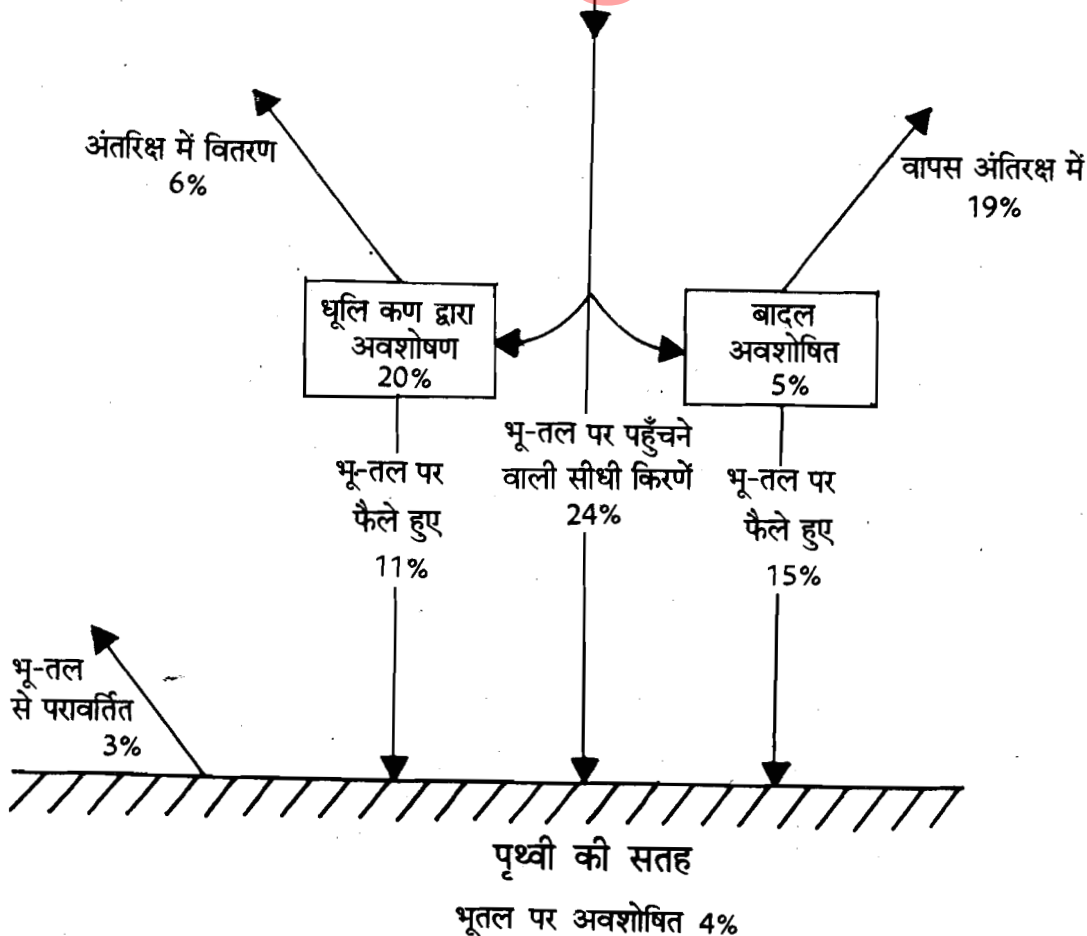 अंतरिक्ष में वितरण
6%
वापस अंतिरक्ष में
19%
धूलि कण द्वारा
अवशोषण
20%
बादल
अवशोषित
5%
भू-तल पर
फैले हुए
11%
भू-तल पर पहुँचने
वाली सीधी किरणें
24%
भू-तल पर
फैले हुए
15%
भू-तल
से परावर्तित
3%
पृथ्वी की सतह
भूतल पर अवशोषित 4%